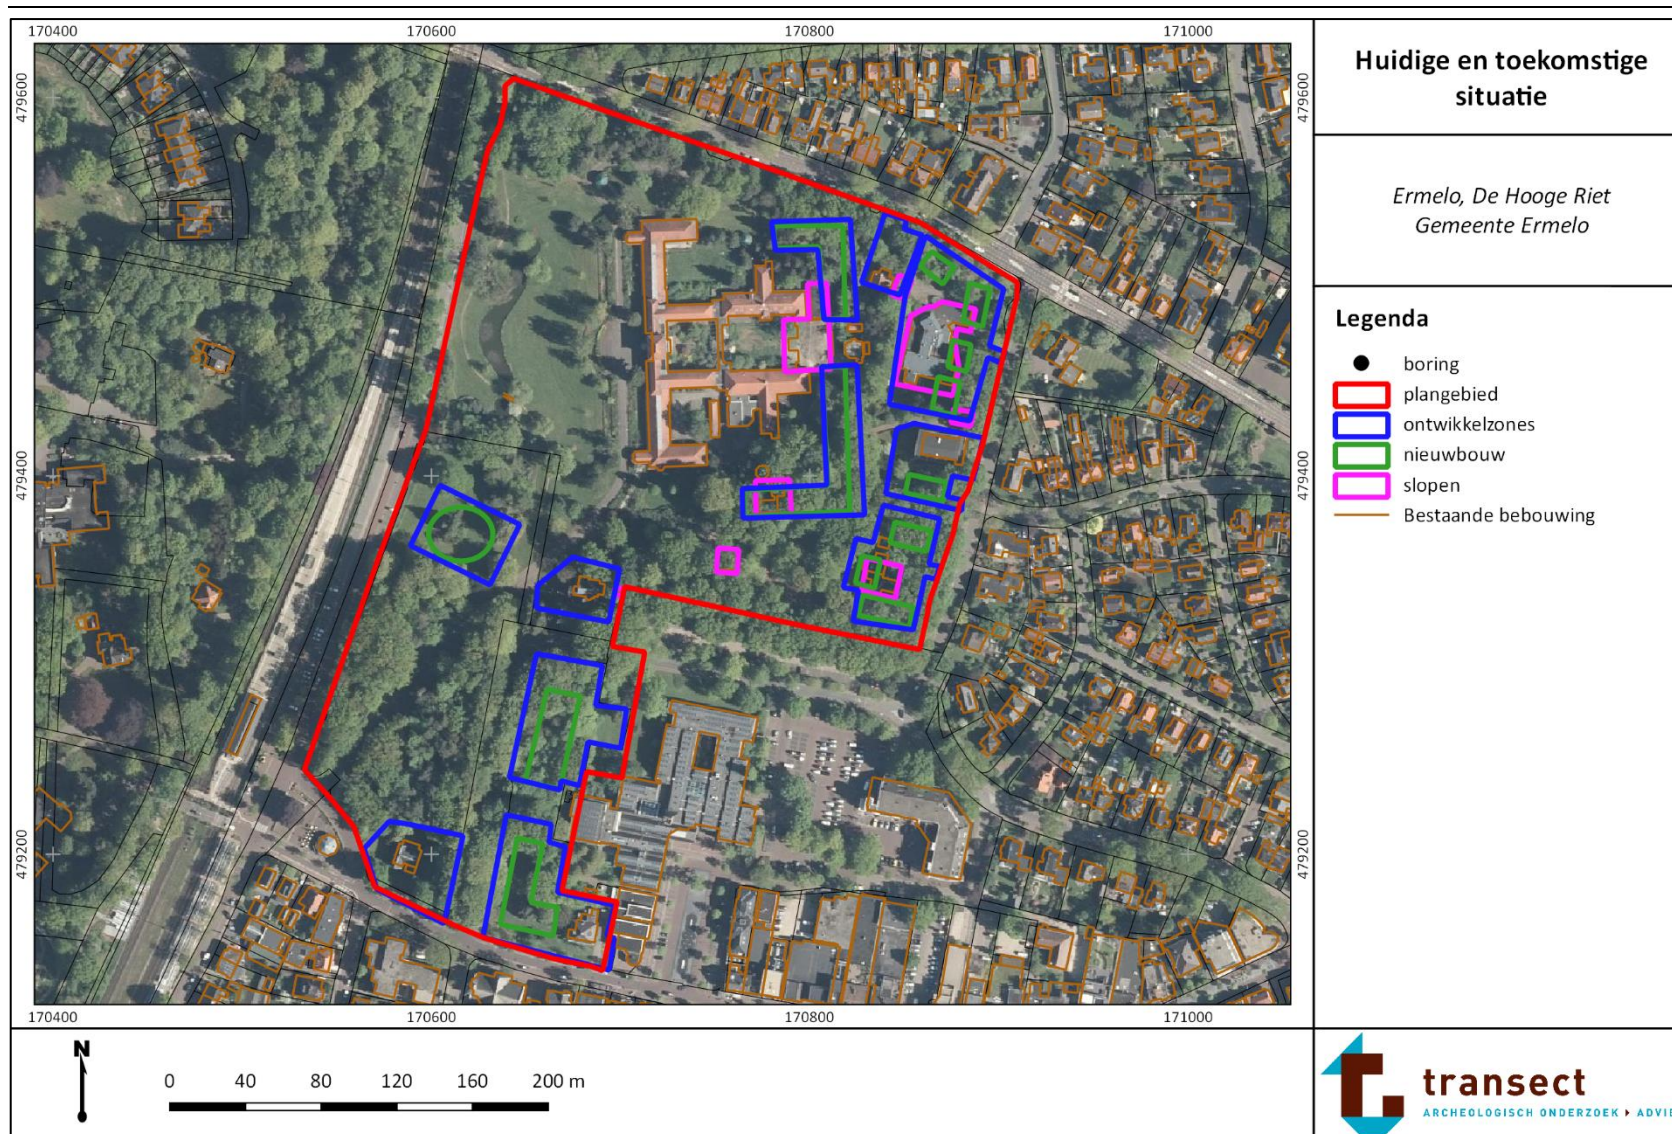 170400
170600
170800
171000
479600
479400
479200
479600
479400
479200
170400
170600
170800
171000
Huidige en toekomstige
situatie
Ermelo, De Hooge Riet
Gemeente Ermelo
Legenda
boring
plangebied
ontwikkelzones
nieuwbouw
slopen
Bestaande bebouwing
N
0 40 80 120 160 200 m
transect
ARCHEOLOGISCH ONDERZOEK ADVIE